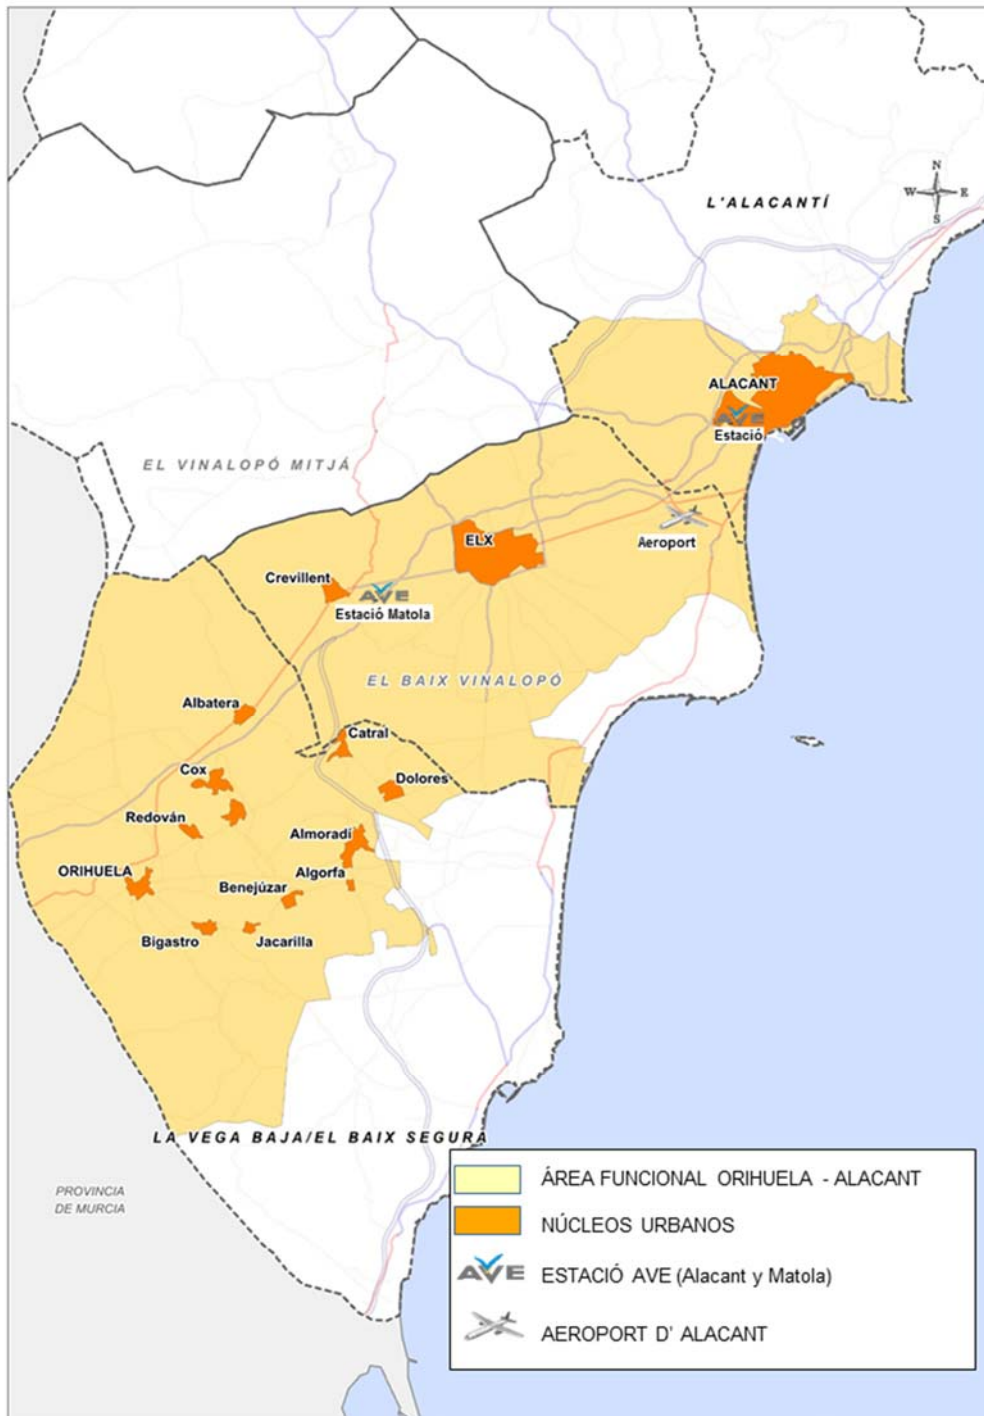 N
W E
S
L'ALACANTÍ
ALACANT
AVE
Estació
EL VINALOPÓ MITJÁ
ELX
Aeroport
Crevillent
AVE
Estació Matola
EL BAIX VINALOPÓ
Albatera
Catral
Cox
Dolores
Redován
Almoradí
ORIHUELA
Algorfa
Benejúzar
Bigastro
Jacarilla
LA VEGA BAJA/EL BAIX SEGURA
PROVINCIA
DE MURCIA
ÁREA FUNCIONAL ORIHUELA - ALACANT
NÚCLEOS URBANOS
AVE ESTACIÓ AVE (Alacant y Matola)
AEROPORT D' ALACANT